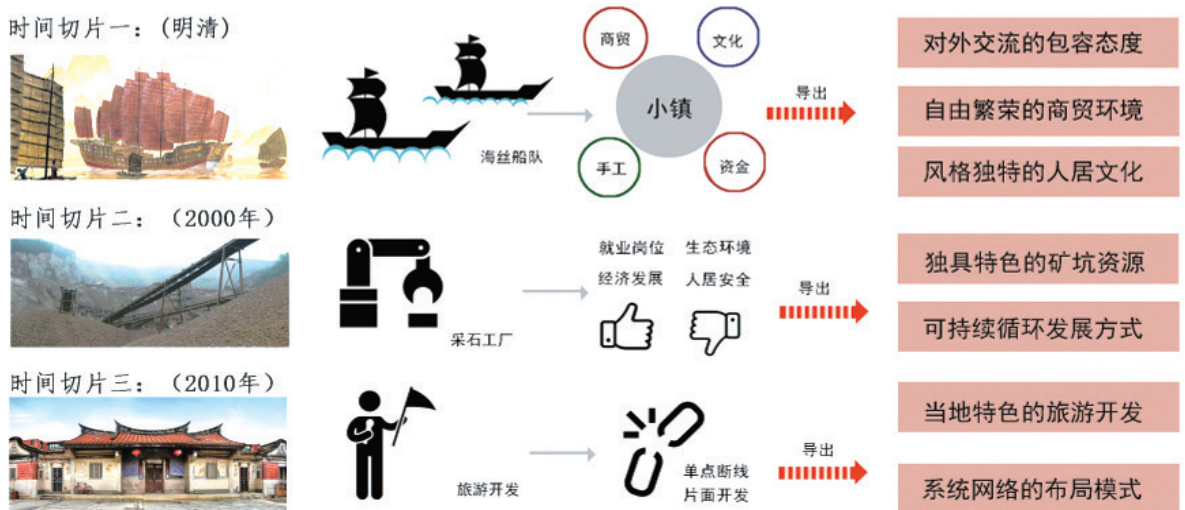 时间切片一：(明清)
海丝船队
商贸
文化
小镇
手工
资金
导出
对外交流的包容态度
自由繁荣的商贸环境
风格独特的人居文化
时间切片二：（2000年）
采石工厂
就业岗位
生态环境
经济发展
人居安全
导出
独具特色的矿坑资源
可持续循环发展方式
时间切片三：（2010年）
旅游开发
单点断线
片面开发
导出
当地特色的旅游开发
系统网络的布局模式